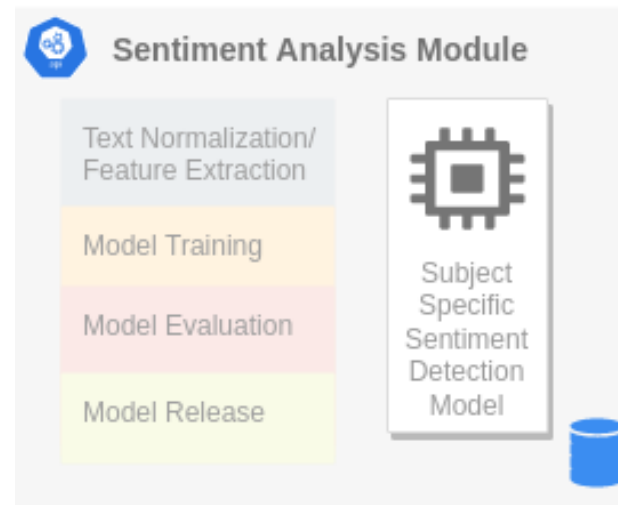 Sentiment Analysis Module
Text Normalization/
Feature Extraction
Model Training
Model Evaluation
Model Release
Subject
Specific
Sentiment
Detection
Model